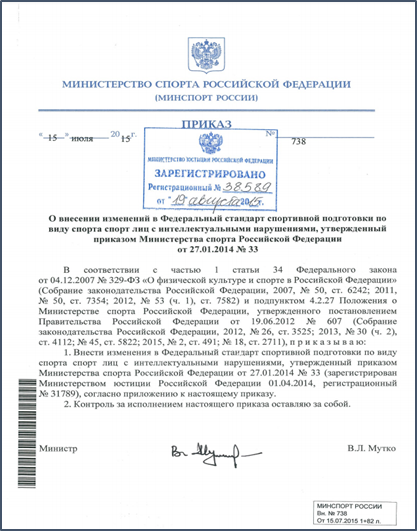 МИНИСТЕРСТВО СПОРТА РОССИЙСКОЙ ФЕДЕРАЦИИ
(МИНСПОРТ РОССИИ)
ПРИКАЗ
"15" июля 2015г. № 738
МИНИСТЕРСТВО ЮСТИЦИИ РОССИЙСКОЙ ФЕДЕРАЦИИ
ЗАРЕГИСТРИРОВАНО
Регистрационный № 38589
от "19" августа 2015.
О внесении изменений в Федеральный стандарт спортивной подготовки по
виду спорта спорт лиц с интеллектуальными нарушениями, утвержденный
приказом Министерства спорта Российской Федерации
от 27.01.2014 № 33
В соответствии с частью 1 статьи 34 Федерального закона
от 04.12.2007 № 329-ФЗ «О физической культуре и спорте в Российской Федерации»
(Собрание законодательства Российской Федерации, 2007, № 50, ст. 6242; 2011,
№ 50, ст. 7354; 2012, № 53 (ч. 1), ст. 7582) и подпунктом 4.2.27 Положения о
Министерстве спорта Российской Федерации, утвержденного постановлением
Правительства Российской Федерации от 19.06.2012 № 607 (Собрание
законодательства Российской Федерации, 2012, № 26, ст. 3525; 2013, № 30 (ч. 2),
ст. 4112; № 45, ст. 5822; 2015, № 2, ст. 491; № 18, ст. 2711), п р и к а з ы в а ю:
1. Внести изменения в Федеральный стандарт спортивной подготовки по виду
спорта спорт лиц с интеллектуальными нарушениями, утвержденный приказом
Министерства спорта Российской Федерации от 27.01.2014 № 33 (зарегистрирован
Министерством юстиции Российской Федерации 01.04.2014, регистрационный
№ 31789), согласно приложению к настоящему приказу.
2. Контроль за исполнением настоящего приказа оставляю за собой.
Министр В.Л. Мутко
МИНСПОРТ РОССИИ
Вн. № 738
От 15.07.2015 1+82 л.